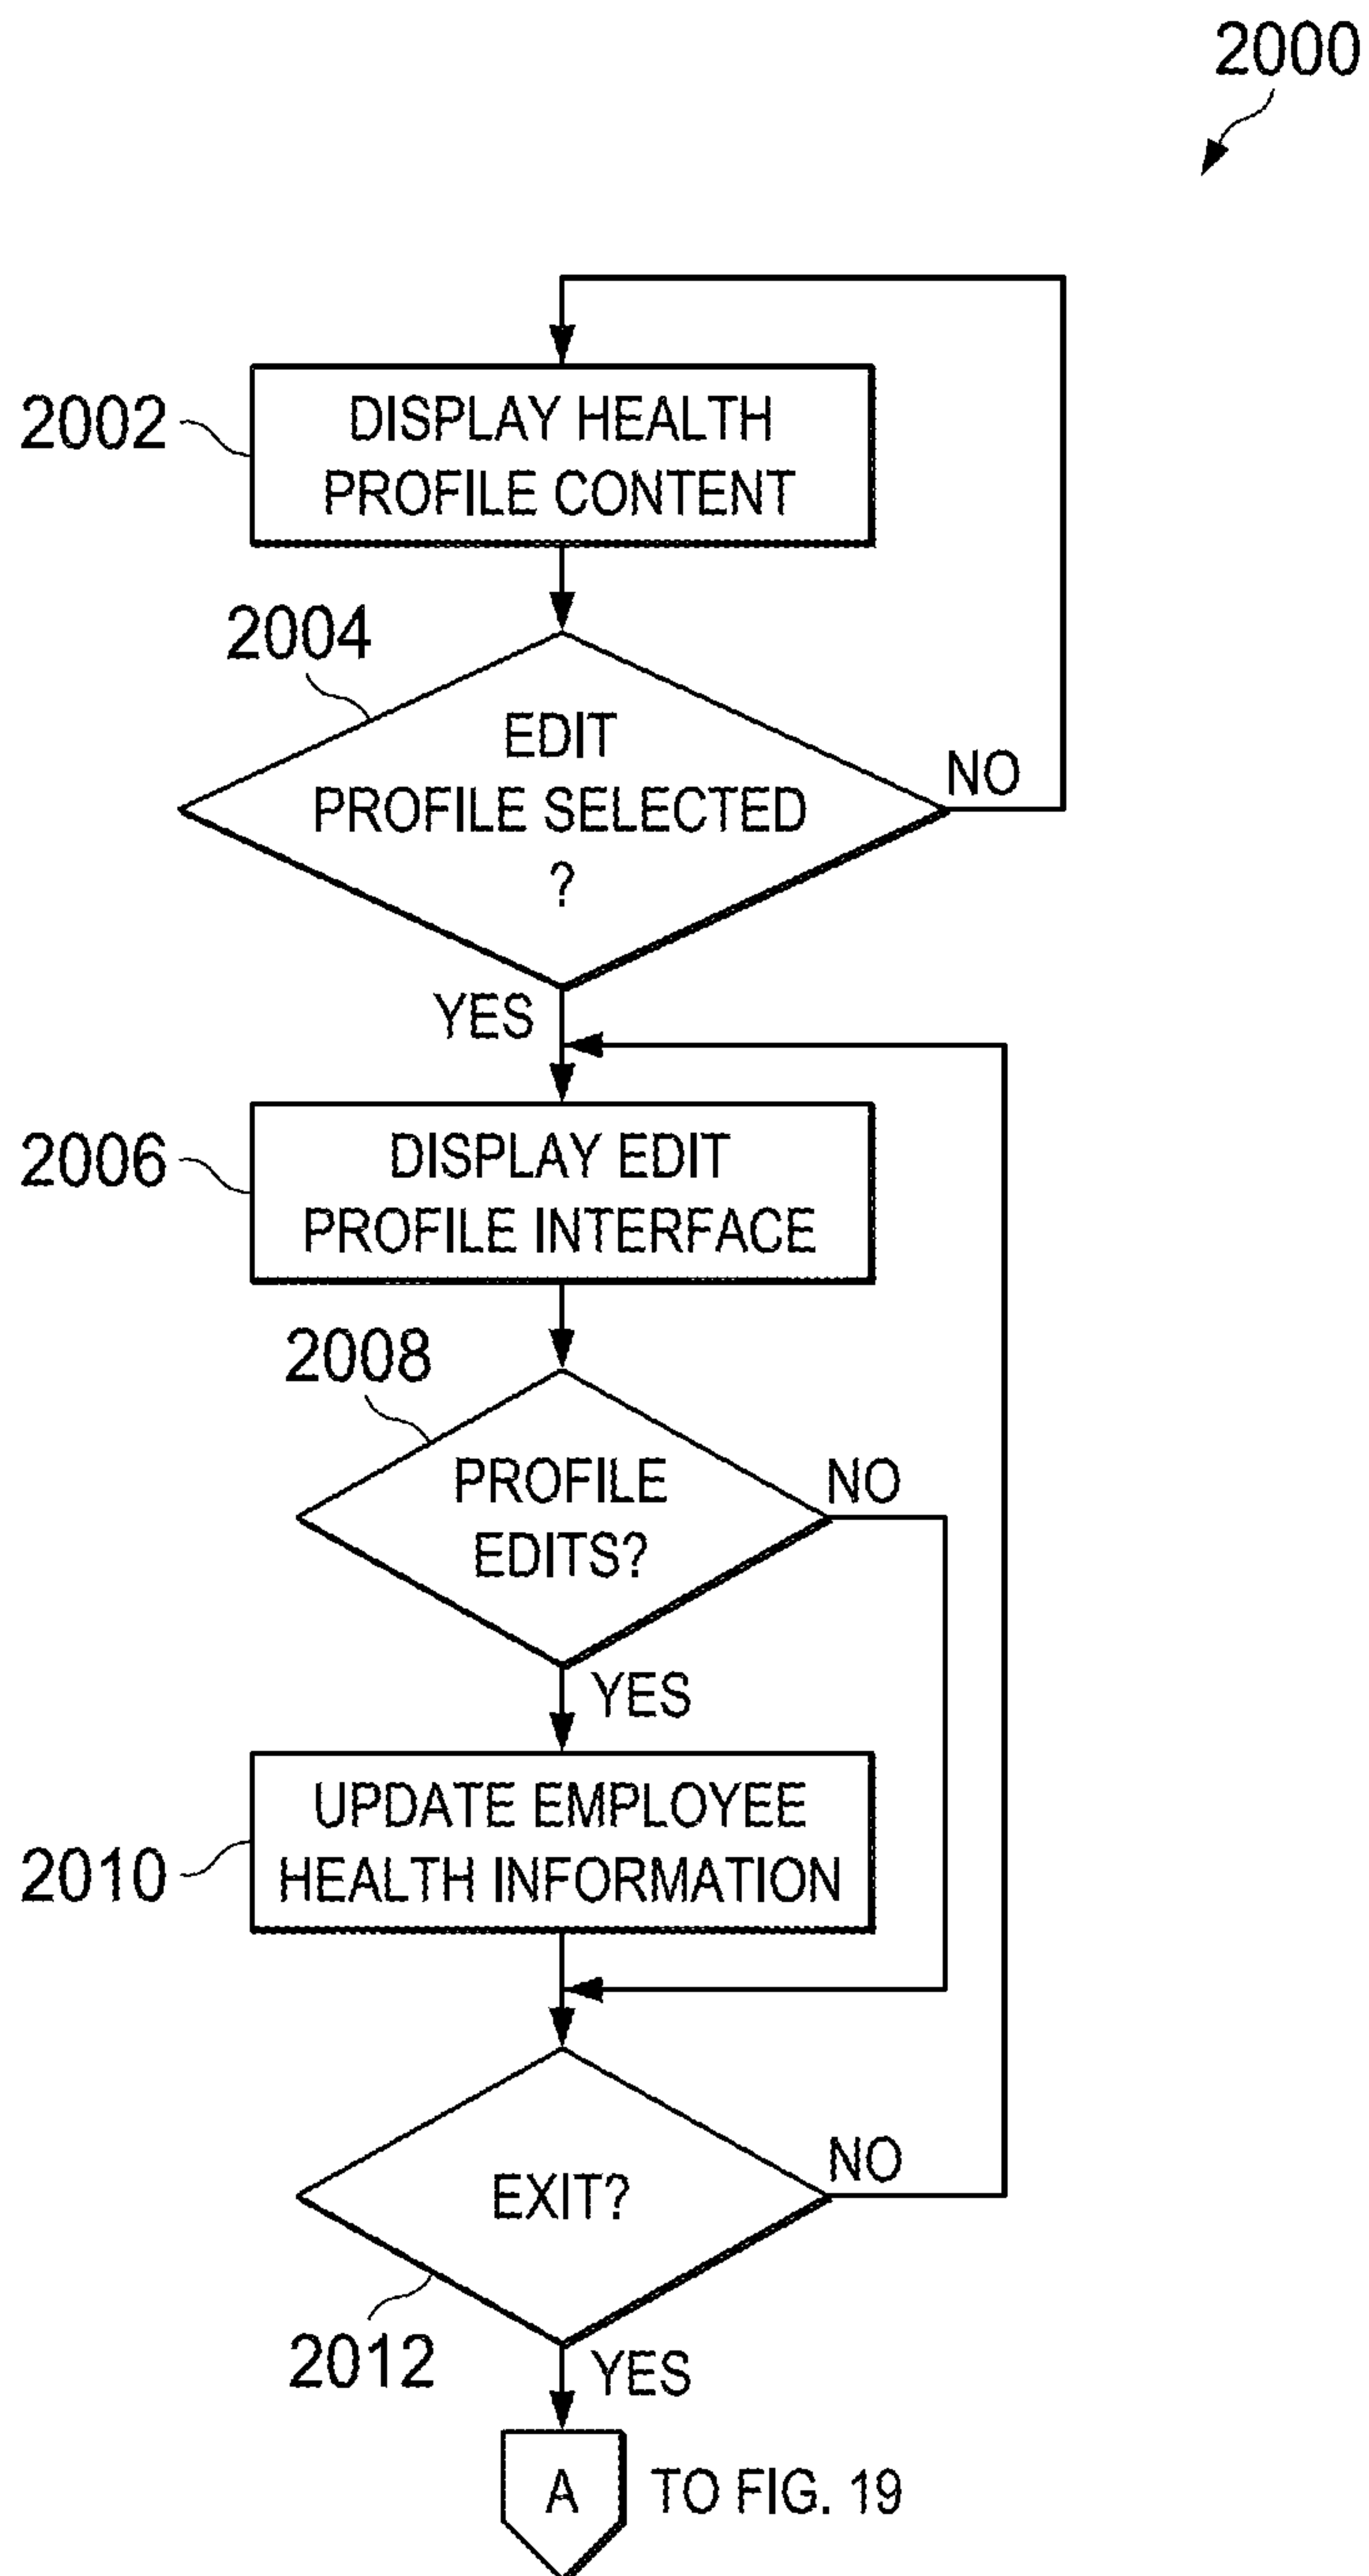 2000
2002
DISPLAY HEALTH
PROFILE CONTENT
2004
EDIT
PROFILE SELECTED
?
NO
YES
2006
DISPLAY EDIT
PROFILE INTERFACE
2008
PROFILE
EDITS?
NO
YES
2010
UPDATE EMPLOYEE
HEALTH INFORMATION
EXIT?
NO
2012
YES
A
TO FIG. 19